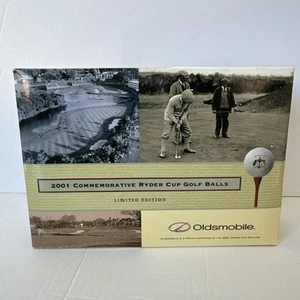 2001 Commemorative Ryder Cup Golf Balls
Limited Edition
Oldsmobile.